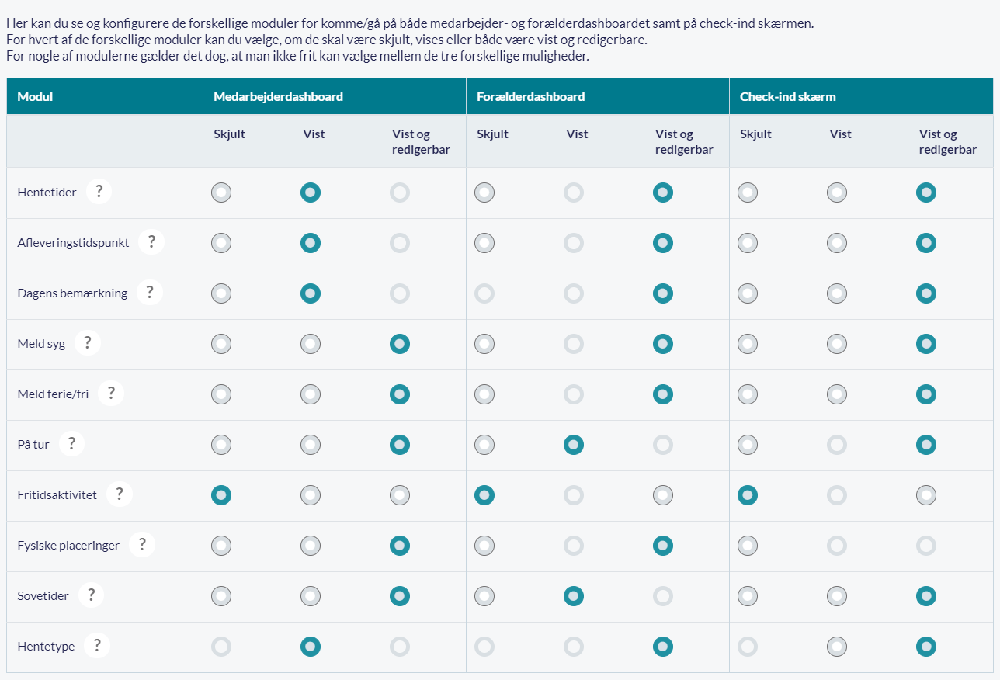 Her kan du se og konfigurere de forskellige moduler for komme/gå på både medarbejder- og forælderdashboardet samt på check-ind skærmen.
For hvert af de forskellige moduler kan du vælge, om de skal være skjult, vises eller både være vist og redigerbare.
For nogle af modulerne gælder det dog, at man ikke frit kan vælge mellem de tre forskellige muligheder.
Modul Medarbejderdashboard Forælderdashboard Check-ind skærm
Skjult Vist Vist og redigerbar Skjult Vist Vist og redigerbar Skjult Vist Vist og redigerbar
Hentetider ?
Afleveringstidspunkt ?
Dagens bemærkning ?
Meld syg ?
Meld ferie/fri ?
På tur ?
Fritidsaktivitet ?
Fysiske placeringer ?
Sovetider ?
Hentetype ?